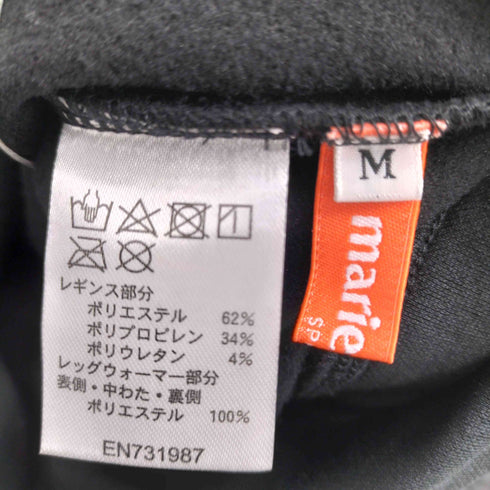 レギンス部分
ポリエステル 62%
ポリプロピレン 34%
ポリウレタン 4%
レッグウォーマー部分
表側・中わた・裏側
ポリエステル 100%
EN731987
M
marie
SP